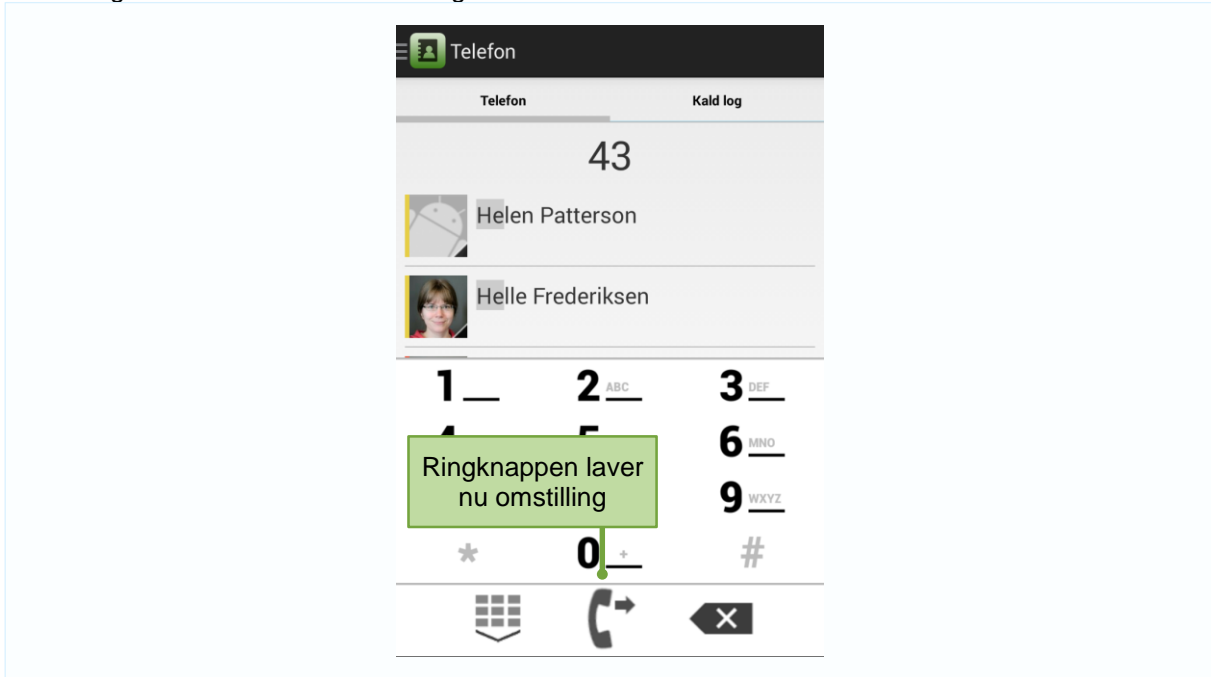 Telefon
Telefon Kald log
43
Helen Patterson
Helle Frederiksen
1 2 ABC 3 DEF
6 MNO
Ringknappen laver
nu omstilling
9 WXYZ
* 0 + #